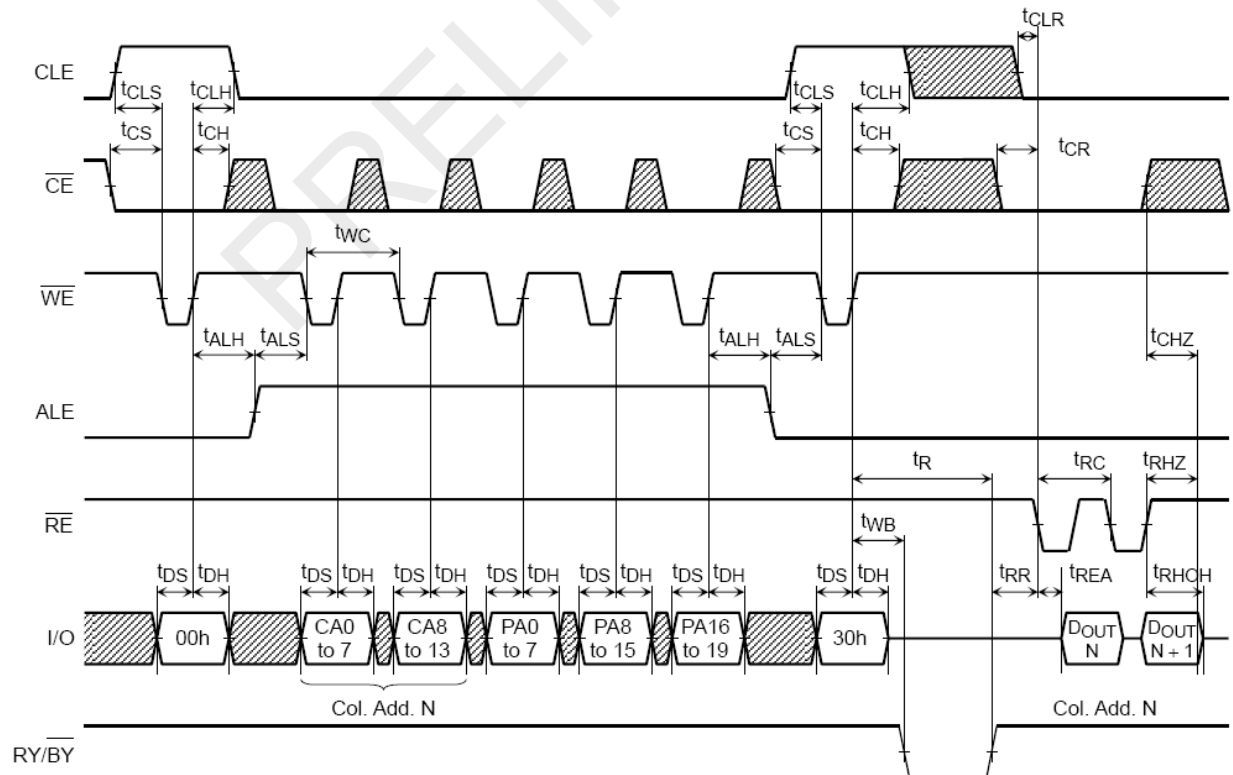 PRELIM
tCLR
CLE
tCLS tCLH tCLS tCLH
tCS tCH tCS tCH tCR
CE
tWC
WE
tALH tALS tALH tALS tCHZ
ALE
tR tRC tRHZ
RE
tWB
tDS tDH tDS tDH tDS tDH tDS tDH tDS tDH tDS tDH tDS tDH tRR tREA tRHOH
I/O
00h
CA0 to 7
CA8 to 13
PA0 to 7
PA8 to 15
PA16 to 19
30h
DOUT N
DOUT N + 1
Col. Add. N Col. Add. N
RY/BY